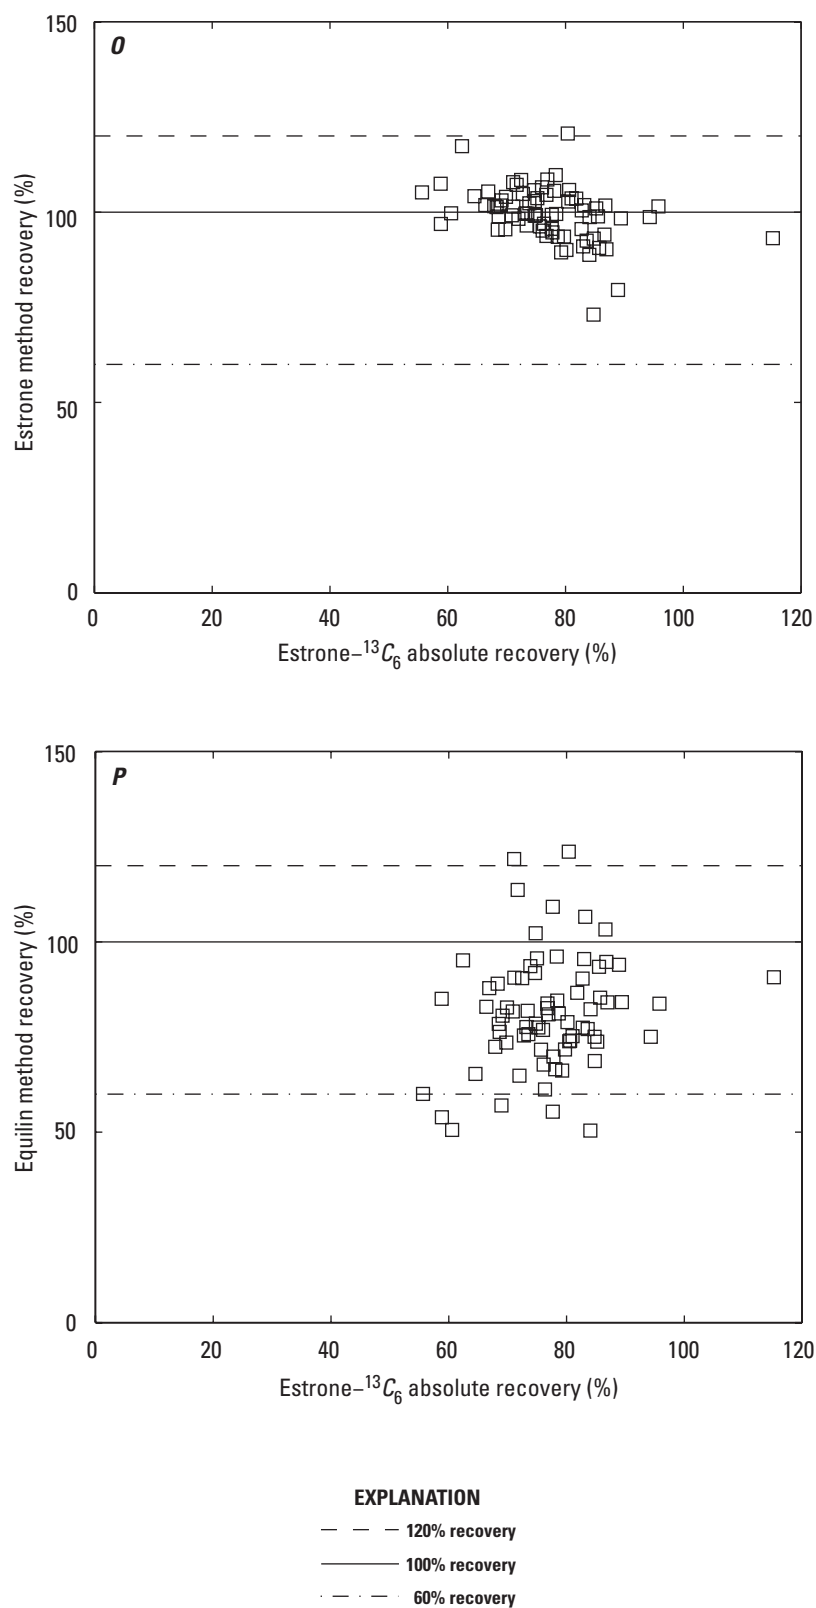 150
O
Estrone method recovery (%)
100
50
0
0 20 40 60 80 100 120
Estrone–¹³C₆ absolute recovery (%)
150
P
Equilin method recovery (%)
100
50
0
0 20 40 60 80 100 120
Estrone–¹³C₆ absolute recovery (%)
EXPLANATION
120% recovery
100% recovery
60% recovery